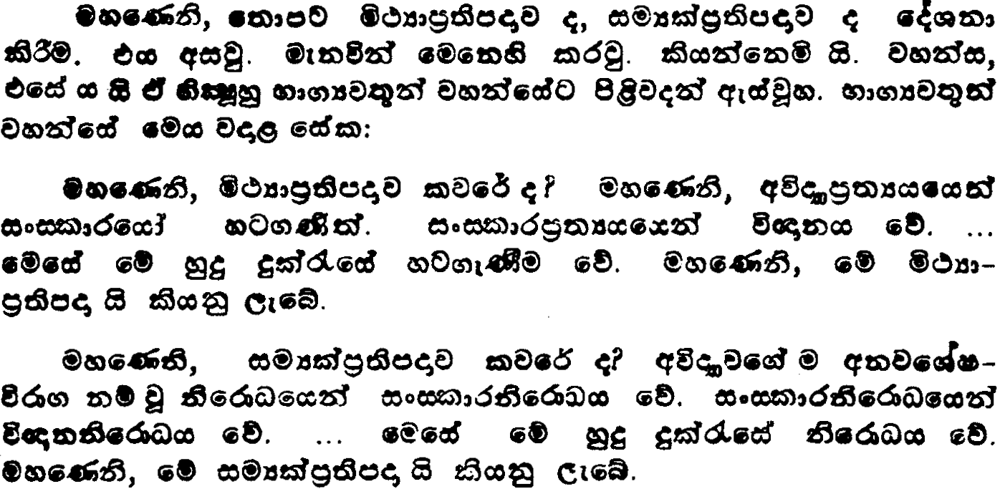 මහණෙනි, තොපට මිථ්‍යාප්‍රතිපදාව ද, සම්‍යක්ප්‍රතිපදාව ද දේශනා
කිරීම. එය අසවු. මැනවින් මෙනෙහි කරවු. කියන්නෙමි යි. වහන්ස,
එසේ ය යි ඒ භික්‍ෂූහු භාග්‍යවතුන් වහන්සේට පිළිවදන් ඇස්වූහ. භාග්‍යවතුන්
වහන්සේ මෙය වදාළ සේක:
මහණෙනි, මිථ්‍යාප්‍රතිපදාව කවරේ ද? මහණෙනි, අවිද්‍යාප්‍රත්‍යයයෙන්
සංස්කාරයෝ හටගණිත්. සංස්කාරප්‍රත්‍යයයෙන් විඥානය වේ. ...
මෙසේ මේ හුදු දුක්රැසේ හටගැණීම වේ. මහණෙනි, මේ මිථ්‍යා-
ප්‍රතිපදා යි කියනු ලැබේ.
මහණෙනි, සම්‍යක්ප්‍රතිපදාව කවරේ ද? අවිද්‍යාවගේ ම අනවශේෂ-
විරාග නම් වූ නිරොධයෙන් සංස්කාරනිරොධය වේ. සංස්කාරනිරොධයෙන්
විඥානනිරොධය වේ. ... මෙසේ මේ හුදු දුක්රැසේ නිරොධය වේ.
මහණෙනි, මේ සම්‍යක්ප්‍රතිපදා යි කියනු ලැබේ.